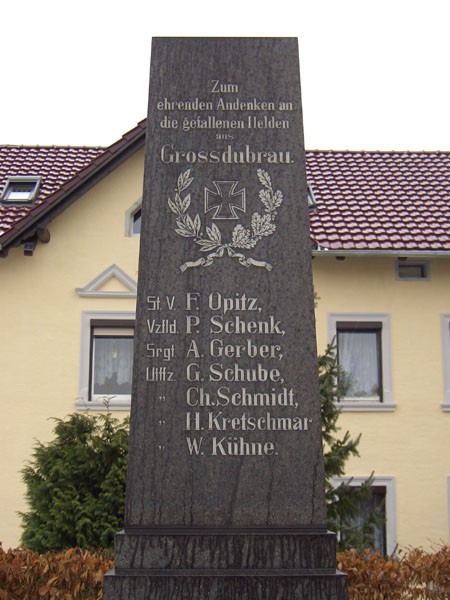 Zum
ehrenden Andenken an
die gefallenen Helden
aus
Grossdubrau.
St.V. F. Opitz,
Vzfld. P. Schenk,
Srgt. A. Gerber,
Utffz. G. Schube,
" Ch. Schmidt,
" H. Kretschmar
" W. Kühne.